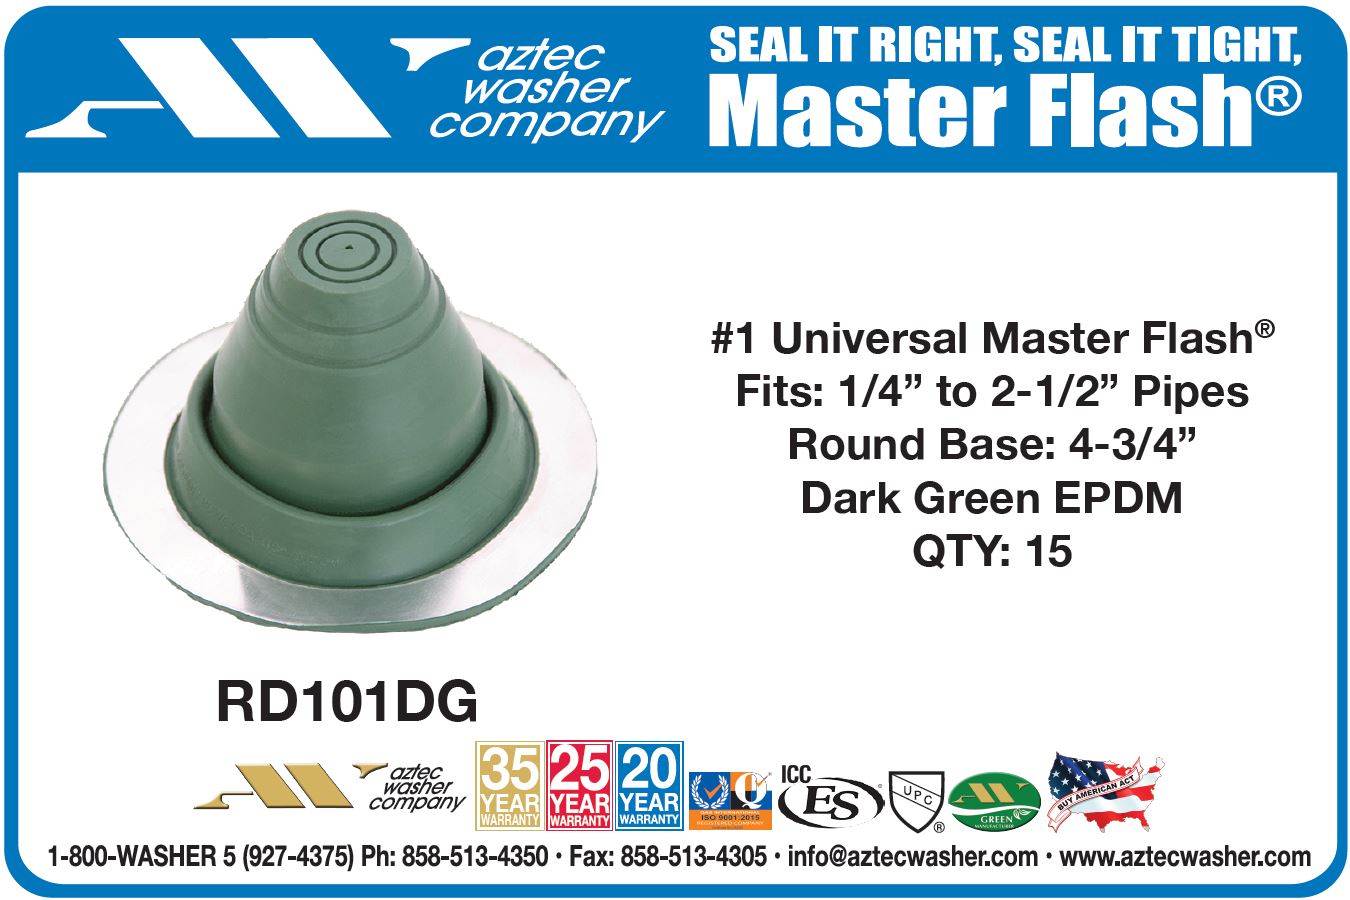 aztec
washer
company
SEAL IT RIGHT, SEAL IT TIGHT,
Master Flash®
#1 Universal Master Flash®
Fits: 1/4” to 2-1/2” Pipes
Round Base: 4-3/4”
Dark Green EPDM
QTY: 15
RD101DG
aztec
washer
company
35
YEAR
WARRANTY
25
YEAR
WARRANTY
20
YEAR
WARRANTY
Q
ISO 9001:2015
REGISTERED COMPANY
ICC
ES
®
UPC
®
GREEN
MANUFACTURER
BUY AMERICAN ACT
1-800-WASHER 5 (927-4375) Ph: 858-513-4350 • Fax: 858-513-4305 • info@aztecwasher.com • www.aztecwasher.com